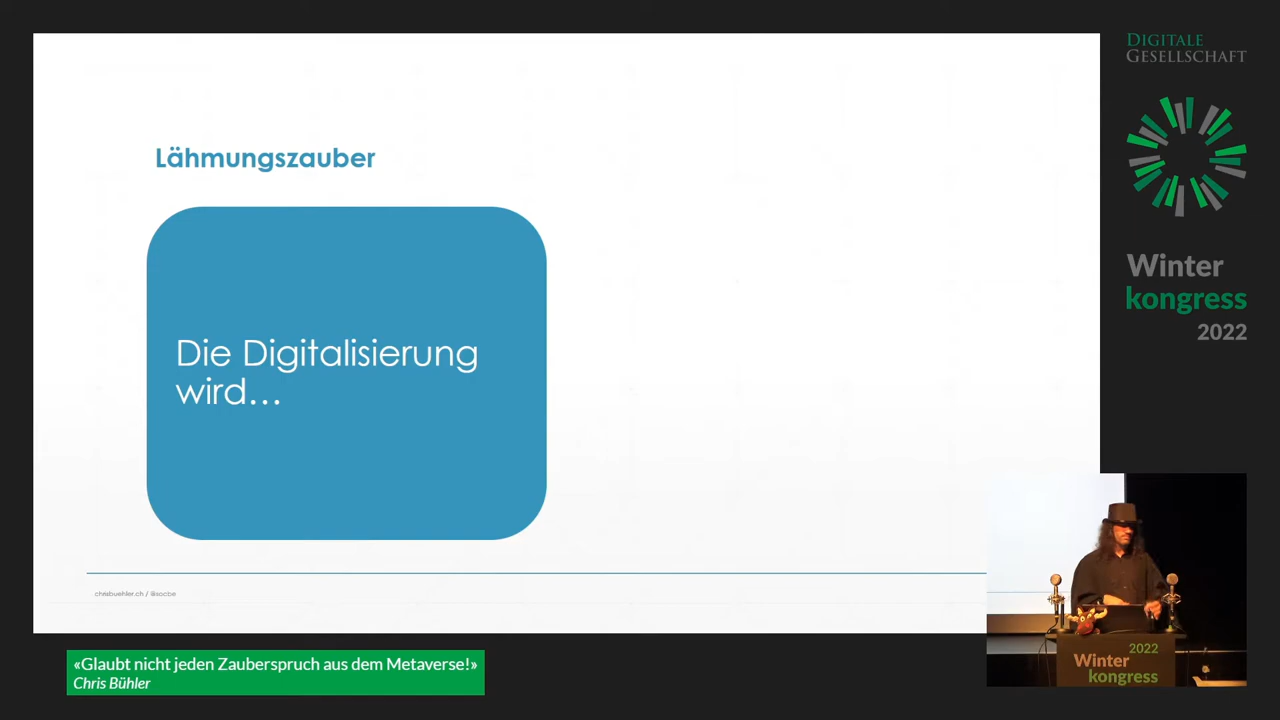 Lähmungszauber
Die Digitalisierung
wird…
chrisbuehler.ch / @socbe
«Glaubt nicht jeden Zauberspruch aus dem Metaverse!»
Chris Bühler
DIGITALE
GESELLSCHAFT
Winter
kongress
2022
2022
Winter
kongress